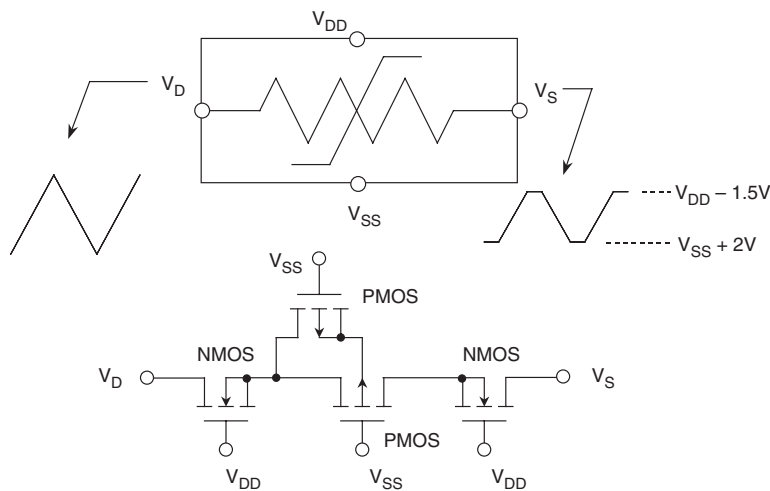 V_DD
V_D
V_S
V_SS
V_DD – 1.5V
V_SS + 2V
V_SS
PMOS
NMOS
NMOS
V_D
V_S
PMOS
V_DD
V_SS
V_DD